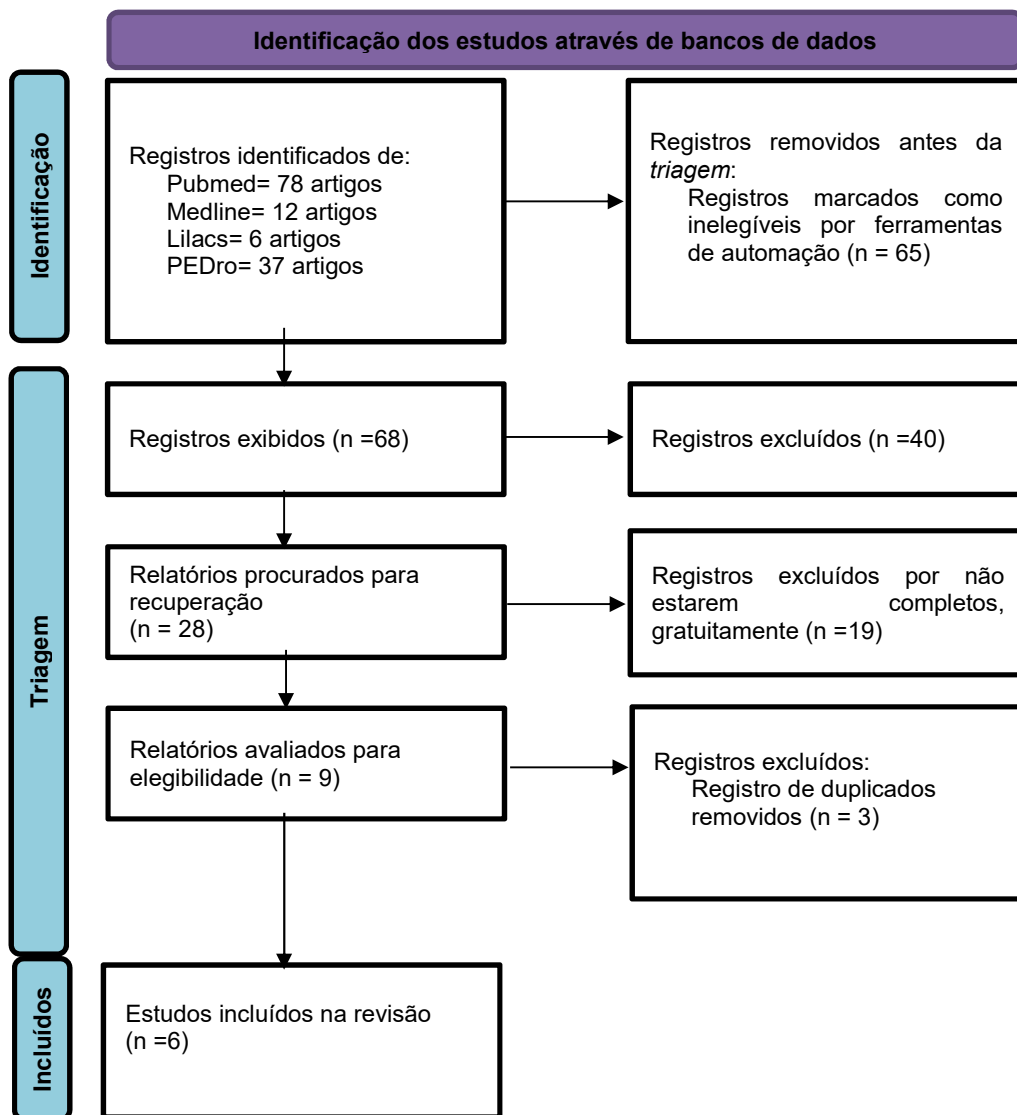 Identificação dos estudos através de bancos de dados
Identificação
Registros identificados de:
Pubmed= 78 artigos
Medline= 12 artigos
Lilacs= 6 artigos
PEDro= 37 artigos
Registros removidos antes da
triagem:
Registros marcados como
inelegíveis por ferramentas
de automação (n = 65)
Triagem
Registros exibidos (n =68)
Registros excluídos (n =40)
Relatórios procurados para
recuperação
(n = 28)
Registros excluídos por não
estarem completos,
gratuitamente (n =19)
Relatórios avaliados para
elegibilidade (n = 9)
Registros excluídos:
Registro de duplicados
removidos (n = 3)
Incluídos
Estudos incluídos na revisão
(n =6)